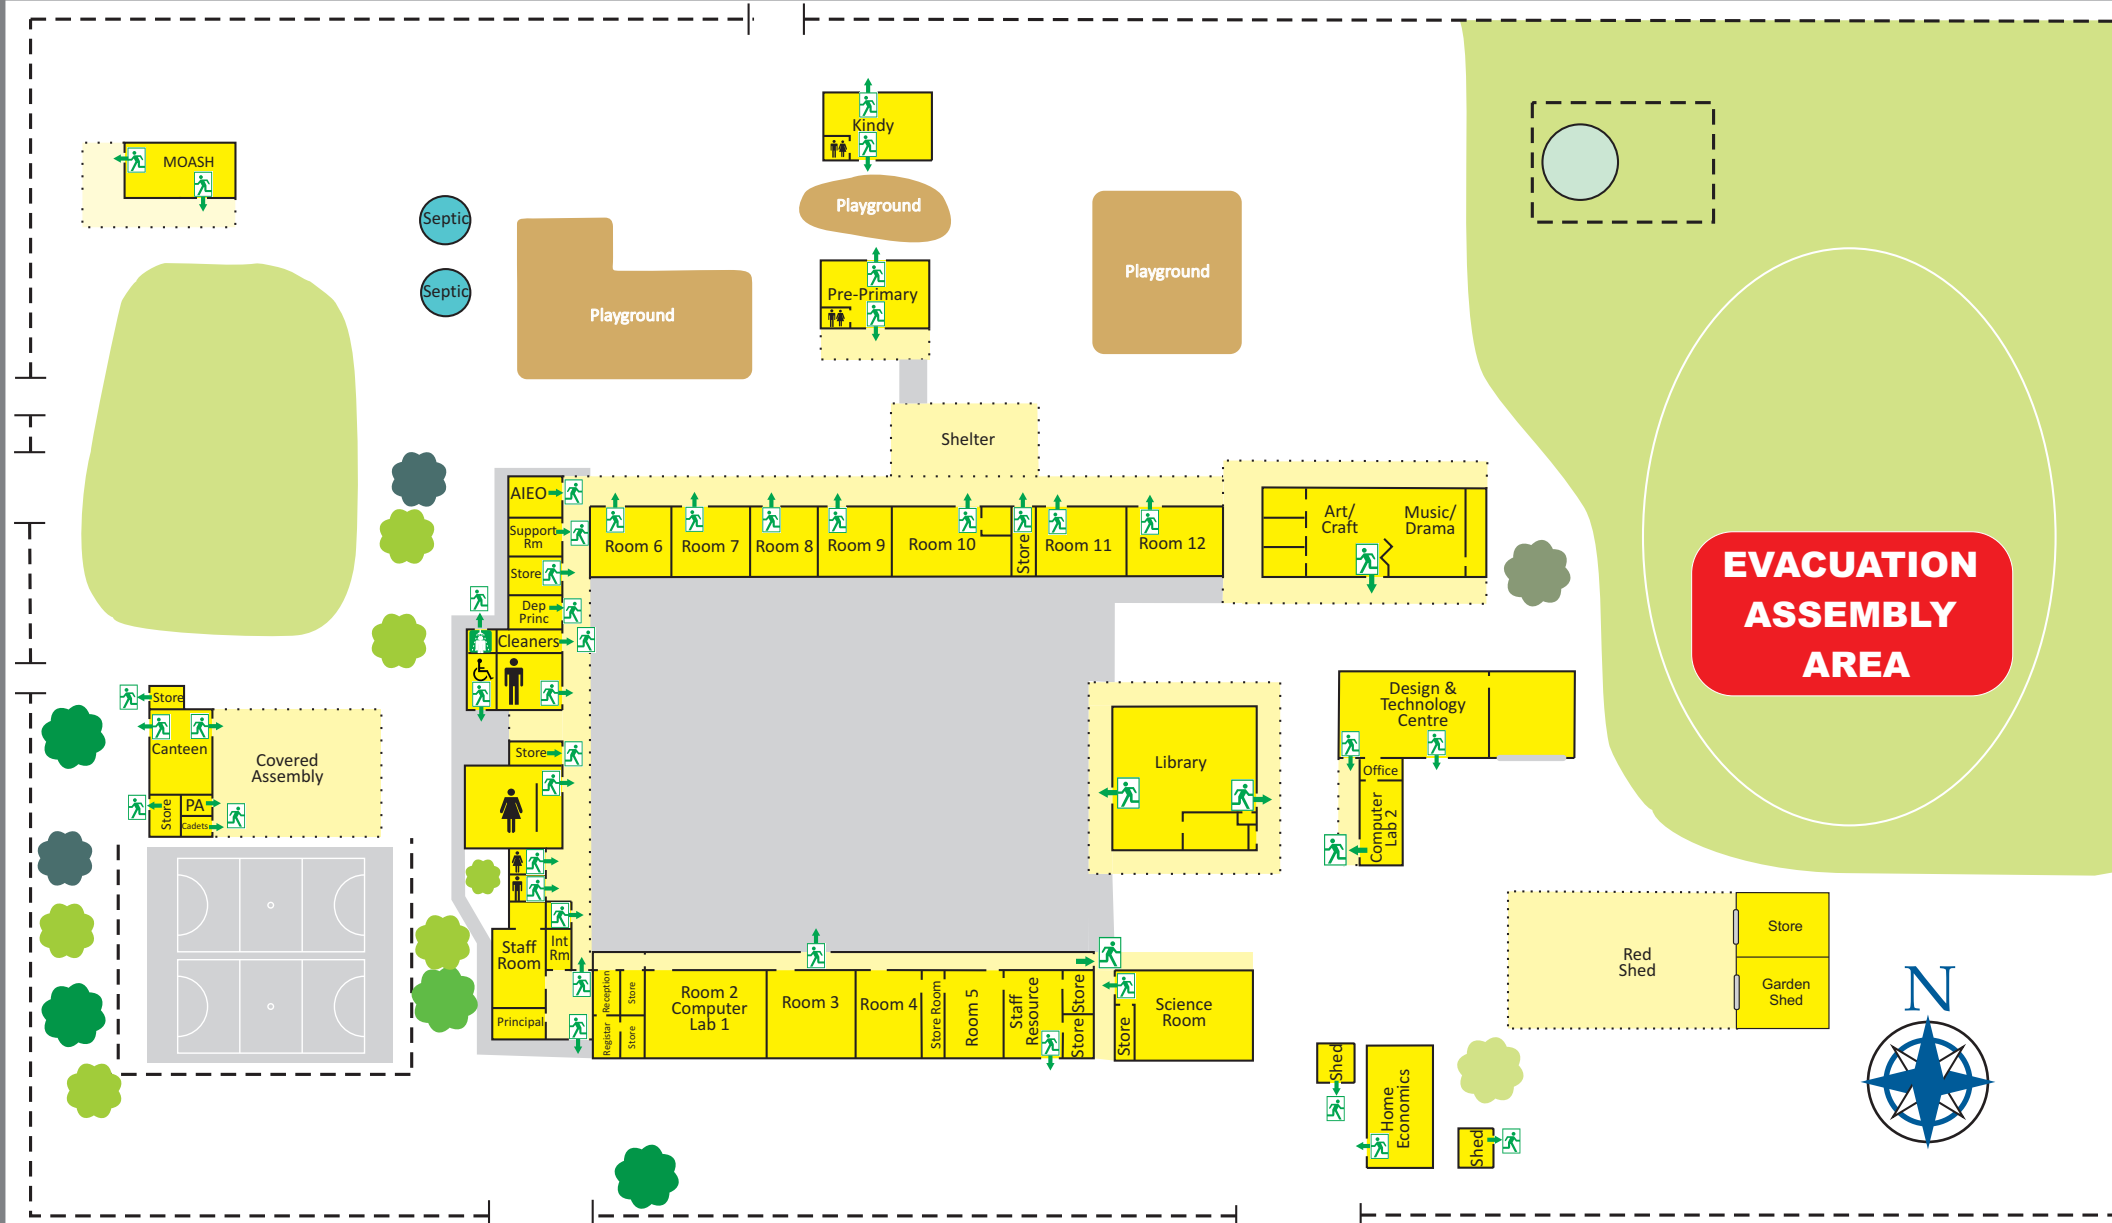 Kindy
MOASH
Playground
Septic
Playground
Septic
Pre-Primary
Playground
Shelter
AIEO
Support
Rm
Store
Dep
Princ
Cleaners
Room 6
Room 7
Room 8
Room 9
Room 10
Store
Room 11
Room 12
Art/
Craft
Music/
Drama
EVACUATION
ASSEMBLY
AREA
Store
Canteen
Store
PA
Cadets
Covered
Assembly
Store
Library
Design &
Technology
Centre
Office
Computer
Lab 2
Staff
Room
Int
Rm
Principal
Reception
Store
Registar
Store
Room 2
Computer
Lab 1
Room 3
Room 4
Store Room
Room 5
Staff
Resource
Store
Store
Store
Science
Room
Red
Shed
Store
Garden
Shed
N
Shed
Home
Economics
Shed